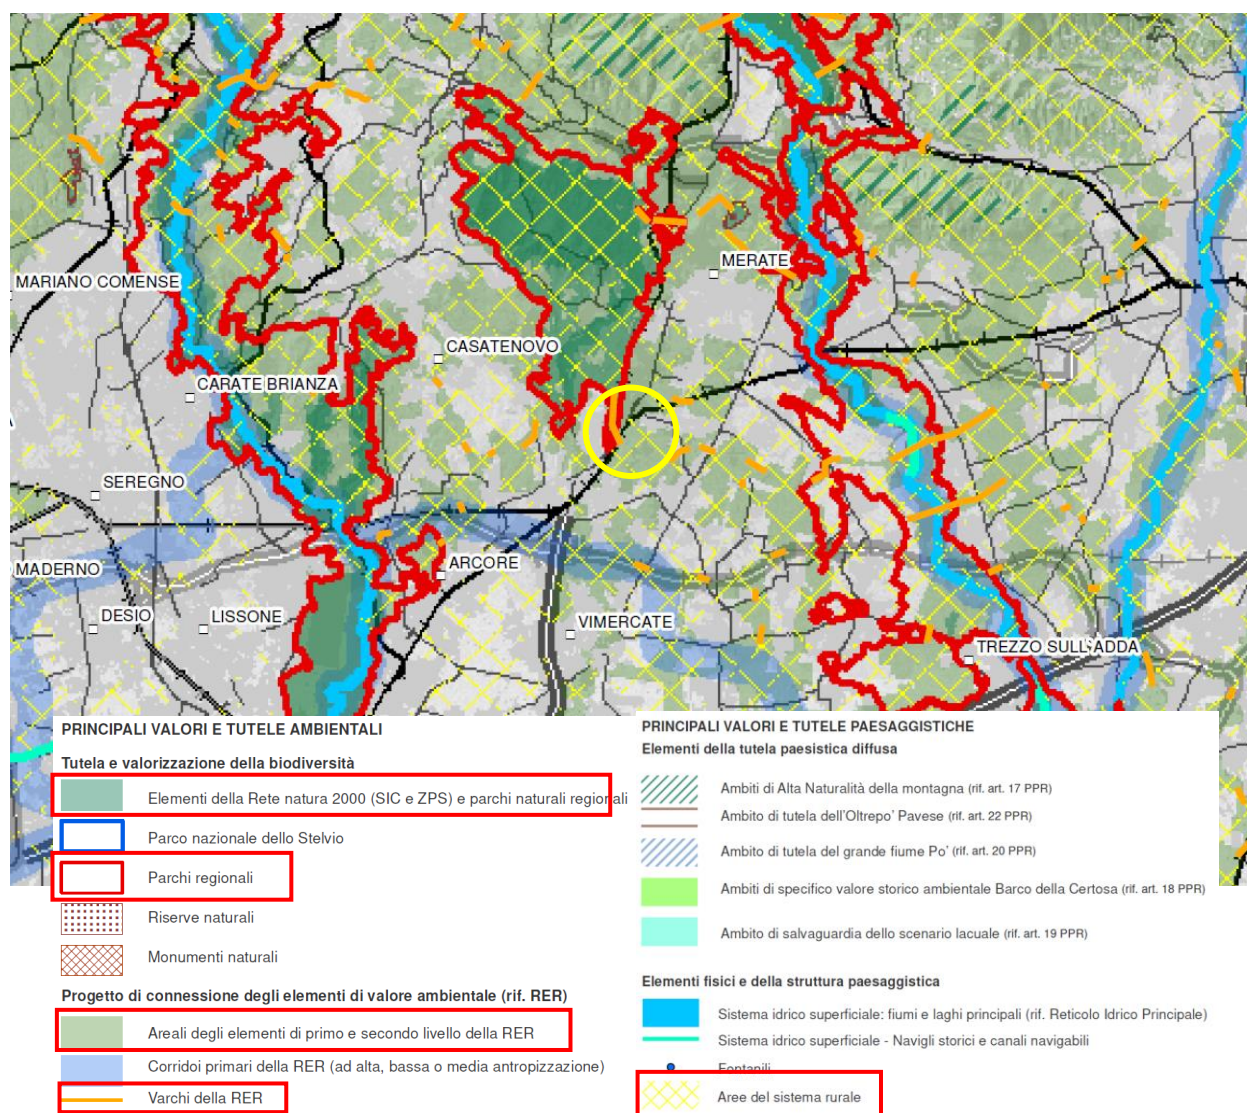 MERATE
MARIANO COMENSE
CASATENOVO
CARATE BRIANZA
SEREGNO
MADERNO
ARCORE
DESIO
LISSONE
VIMERCATE
TREZZO SULL'ADDA
PRINCIPALI VALORI E TUTELE AMBIENTALI
Tutela e valorizzazione della biodiversità
Elementi della Rete natura 2000 (SIC e ZPS) e parchi naturali regionali
Parco nazionale dello Stelvio
Parchi regionali
Riserve naturali
Monumenti naturali
Progetto di connessione degli elementi di valore ambientale (rif. RER)
Areali degli elementi di primo e secondo livello della RER
Corridoi primari della RER (ad alta, bassa o media antropizzazione)
Varchi della RER
PRINCIPALI VALORI E TUTELE PAESAGGISTICHE
Elementi della tutela paesistica diffusa
Ambiti di Alta Naturalità della montagna (rif. art. 17 PPR)
Ambito di tutela dell'Oltrepo' Pavese (rif. art. 22 PPR)
Ambito di tutela del grande fiume Po' (rif. art. 20 PPR)
Ambiti di specifico valore storico ambientale Barco della Certosa (rif. art. 18 PPR)
Ambito di salvaguardia dello scenario lacuale (rif. art. 19 PPR)
Elementi fisici e della struttura paesaggistica
Sistema idrico superficiale: fiumi e laghi principali (rif. Reticolo Idrico Principale)
Sistema idrico superficiale - Navigli storici e canali navigabili
Fontanili
Aree del sistema rurale